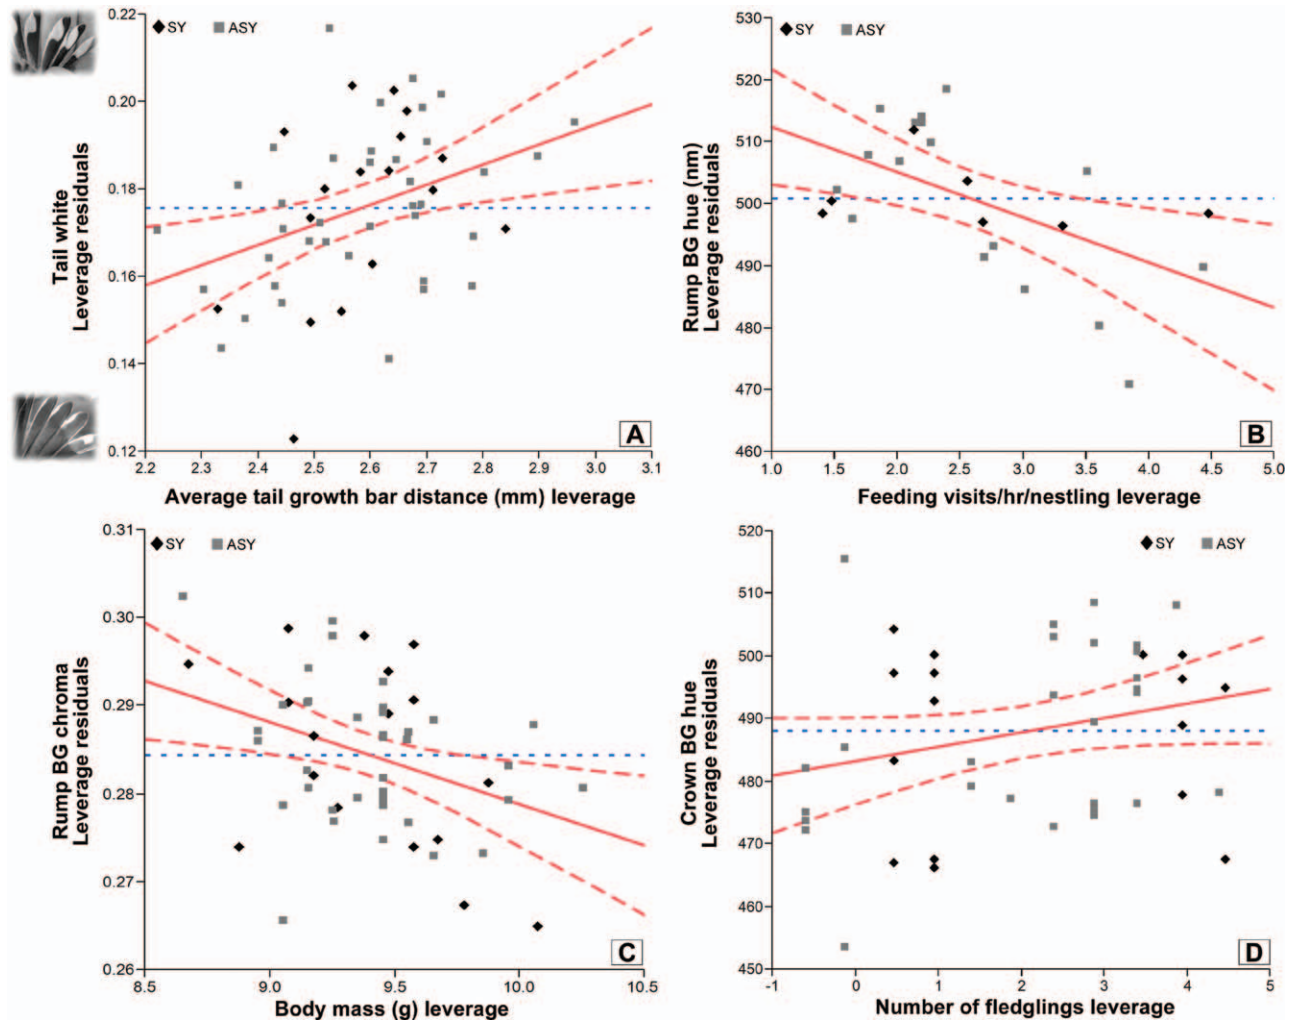 SY ASY
0.22
0.20
0.18
0.16
0.14
0.12
Tail white
Leverage residuals
A
2.2 2.3 2.4 2.5 2.6 2.7 2.8 2.9 3.0 3.1
Average tail growth bar distance (mm) leverage
SY ASY
530
520
510
500
490
480
470
460
Rump BG hue (nm)
Leverage residuals
B
1.0 1.5 2.0 2.5 3.0 3.5 4.0 4.5 5.0
Feeding visits/hr/nestling leverage
SY ASY
0.31
0.30
0.29
0.28
0.27
0.26
Rump BG chroma
Leverage residuals
C
8.5 9.0 9.5 10.0 10.5
Body mass (g) leverage
SY ASY
520
510
500
490
480
470
460
450
Crown BG hue
Leverage residuals
D
-1 0 1 2 3 4 5
Number of fledglings leverage